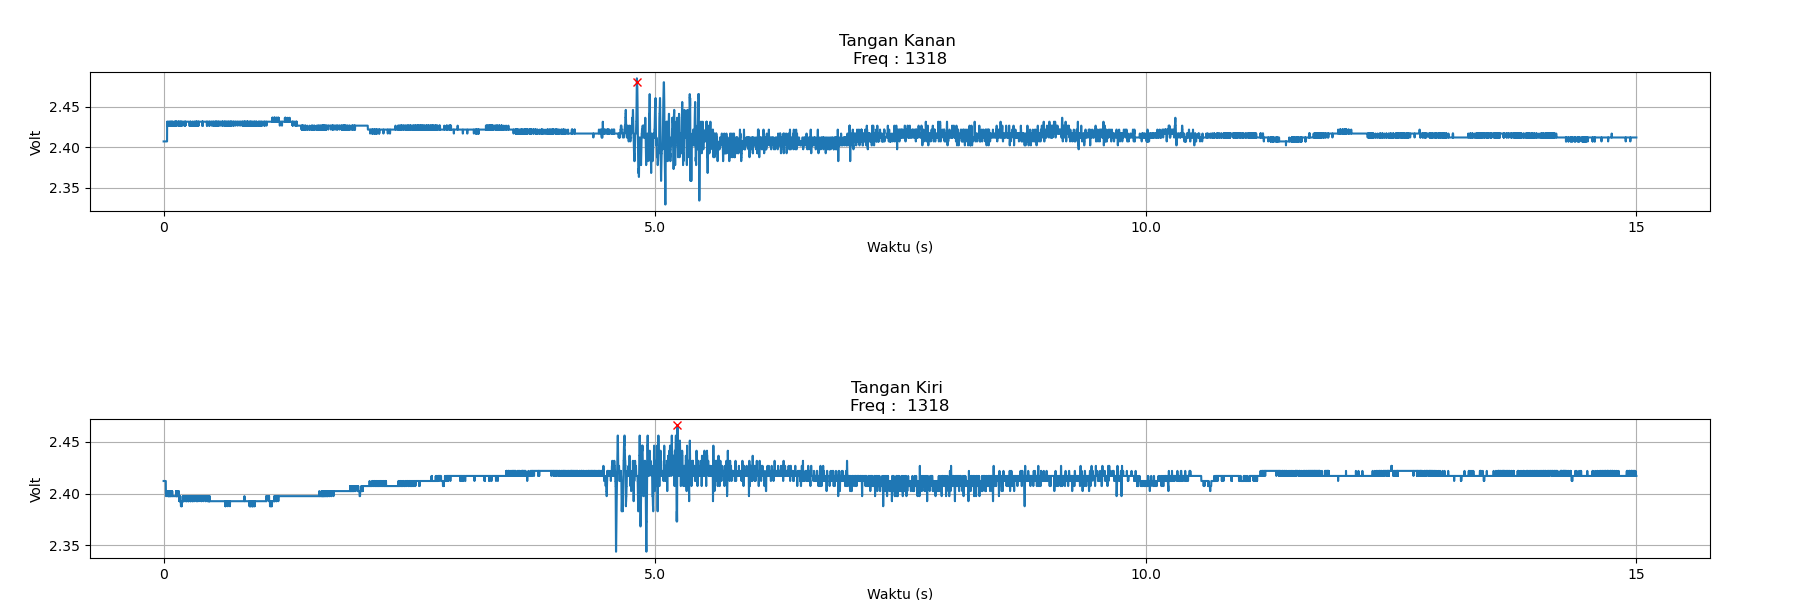 Tangan Kanan
Freq : 1318
2.45
2.40
2.35
Volt
0 5.0 10.0 15
Waktu (s)
Tangan Kiri
Freq :  1318
2.45
2.40
2.35
Volt
0 5.0 10.0 15
Waktu (s)